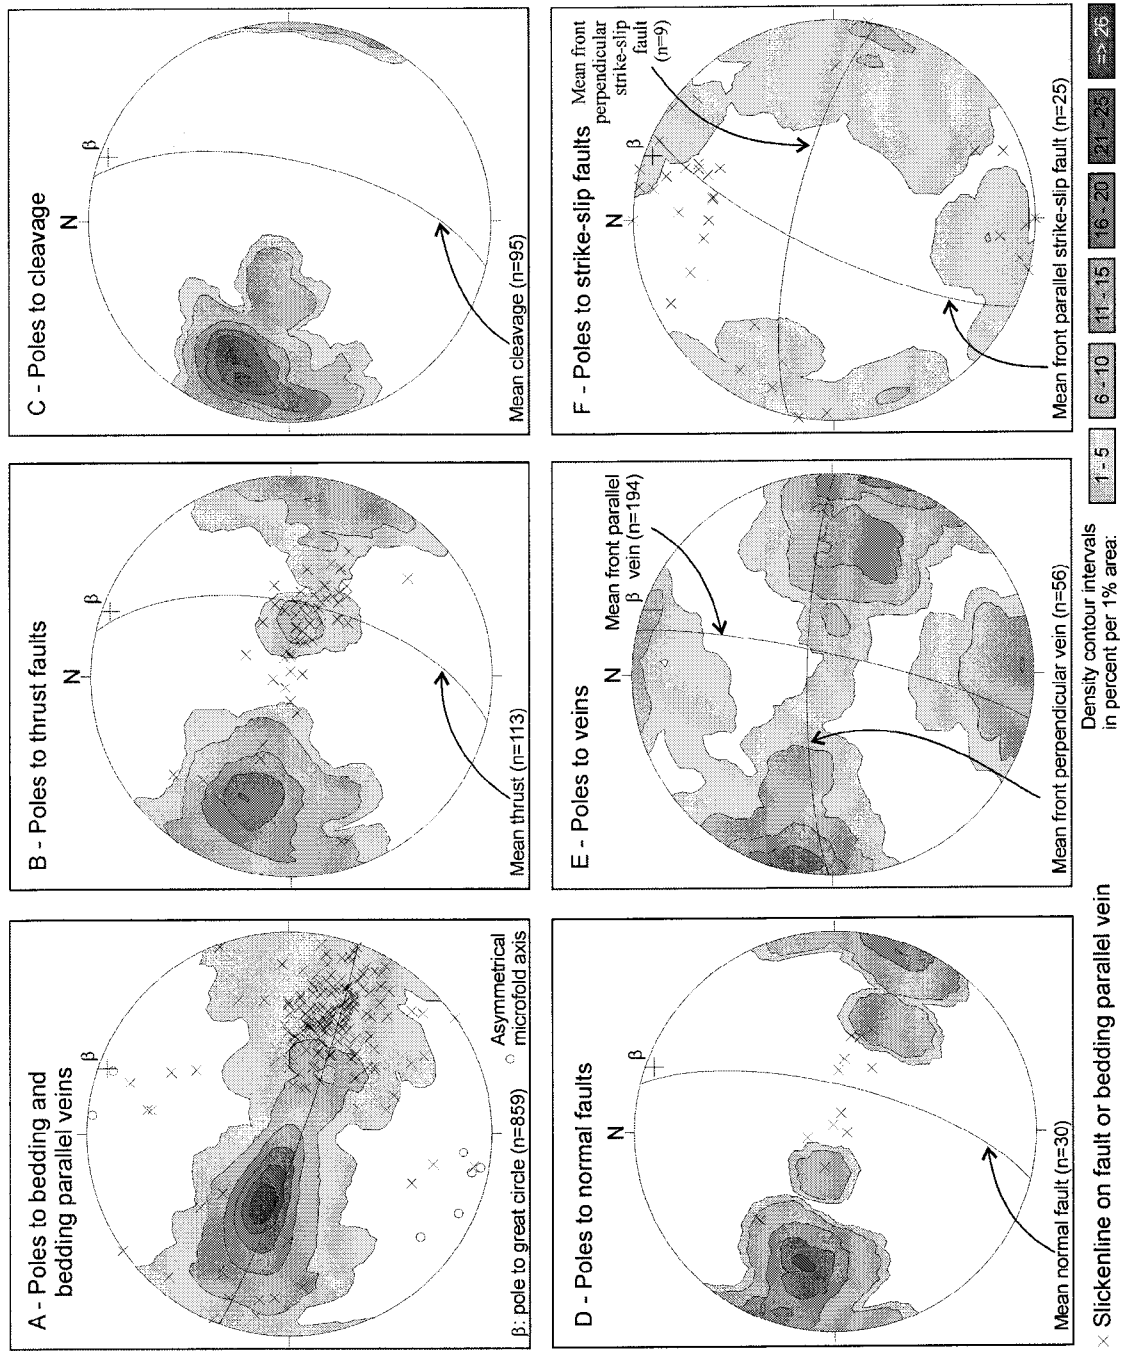 A - Poles to bedding and
bedding parallel veins
N
β
β: pole to great circle (n=859)
Asymmetrical
microfold axis
B - Poles to thrust faults
N
β
Mean thrust (n=113)
C - Poles to cleavage
N
β
Mean cleavage (n=95)
D - Poles to normal faults
N
β
Mean normal fault (n=30)
E - Poles to veins
N
β
Mean front parallel
vein (n=194)
Mean front perpendicular vein (n=56)
F - Poles to strike-slip faults
N
β
Mean front
perpendicular
strike-slip
fault
(n=9)
Mean front parallel strike-slip fault (n=25)
× Slickenline on fault or bedding parallel vein
Density contour intervals
in percent per 1% area:
1 - 5
6 - 10
11 - 15
16 - 20
21 - 25
=> 26